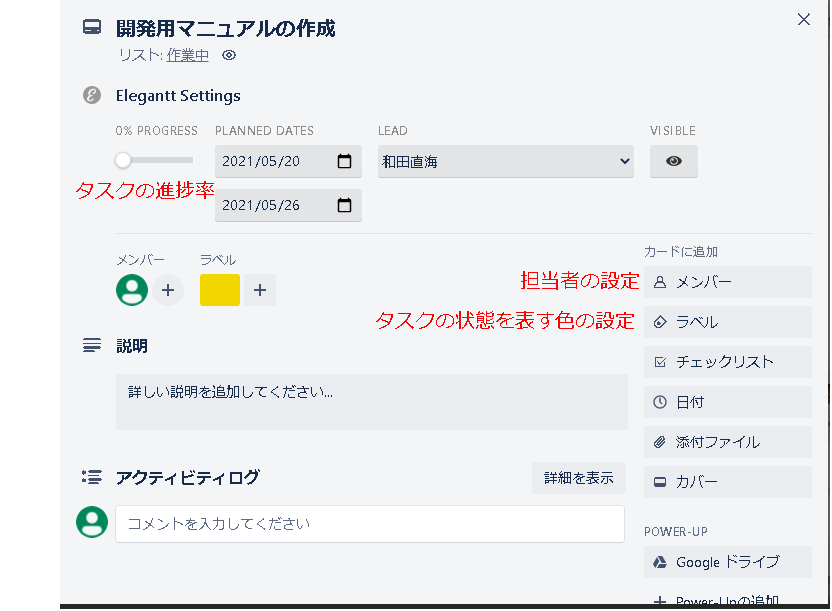 開発用マニュアルの作成
リスト: 作業中
Elegantt Settings
0% PROGRESS PLANNED DATES LEAD VISIBLE
2021/05/20 和田直海
タスクの進捗率
2021/05/26
メンバー ラベル カードに追加
担当者の設定 メンバー
タスクの状態を表す色の設定 ラベル
説明 チェックリスト
詳しい説明を追加してください... 日付
添付ファイル
アクティビティログ 詳細を表示 カバー
コメントを入力してください
POWER-UP
Google ドライブ
Power-Upの追加